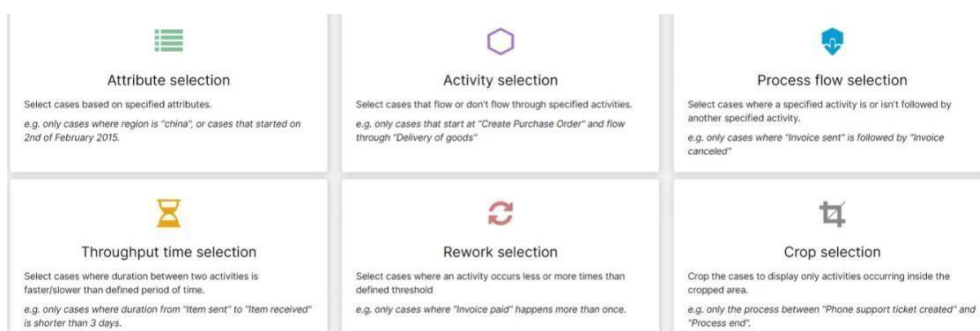 Attribute selection
Select cases based on specified attributes.
e.g. only cases where region is "china", or cases that started on
2nd of February 2015.
Activity selection
Select cases that flow or don't flow through specified activities.
e.g. only cases that start at "Create Purchase Order" and flow
through "Delivery of goods"
Process flow selection
Select cases where a specified activity is or isn't followed by
another specified activity.
e.g. only cases where "Invoice sent" is followed by "Invoice
canceled"
Throughput time selection
Select cases where duration between two activities is
faster/slower than defined period of time.
e.g. only cases where duration from "Item sent" to "Item received"
is shorter than 3 days.
Rework selection
Select cases where an activity occurs less or more times than
defined threshold
e.g. only cases where "Invoice paid" happens more than once.
Crop selection
Crop the cases to display only activities occurring inside the
cropped area.
e.g. only the process between "Phone support ticket created" and
"Process end".